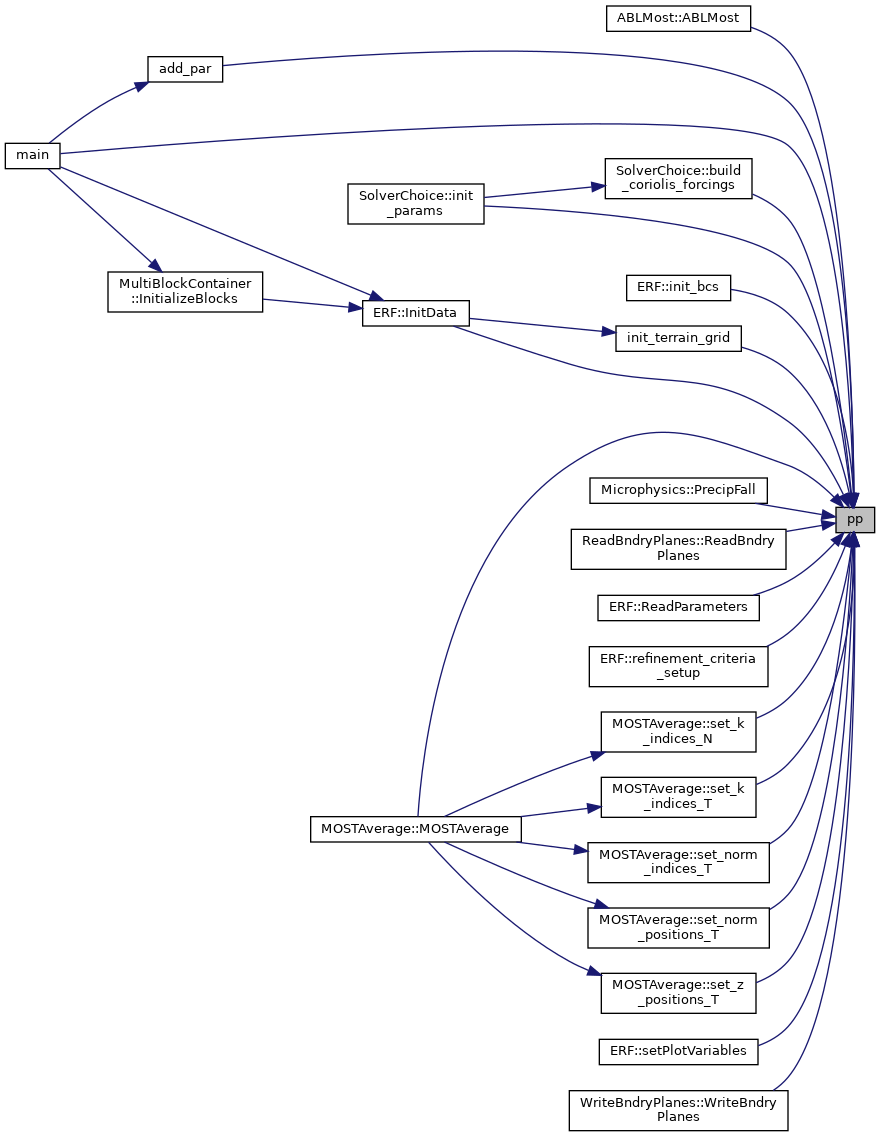 ABLMost::ABLMost
add_par
main
SolverChoice::build
_coriolis_forcings
SolverChoice::init
_params
MultiBlockContainer
::InitializeBlocks
ERF::init_bcs
ERF::InitData
init_terrain_grid
Microphysics::PrecipFall
pp
ReadBndryPlanes::ReadBndry
Planes
ERF::ReadParameters
ERF::refinement_criteria
_setup
MOSTAverage::set_k
_indices_N
MOSTAverage::set_k
_indices_T
MOSTAverage::MOSTAverage
MOSTAverage::set_norm
_indices_T
MOSTAverage::set_norm
_positions_T
MOSTAverage::set_z
_positions_T
ERF::setPlotVariables
WriteBndryPlanes::WriteBndry
Planes